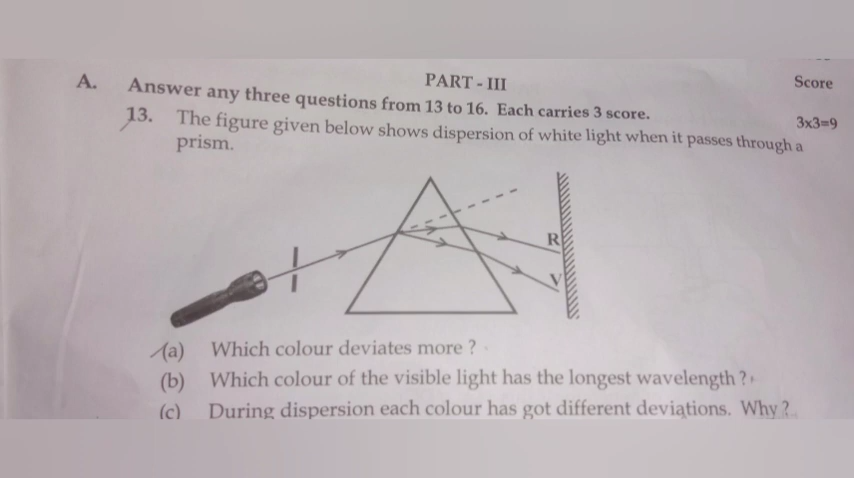 PART - III
Score
A. Answer any three questions from 13 to 16. Each carries 3 score.
3x3=9
13. The figure given below shows dispersion of white light when it passes through a
prism.
R
V
(a) Which colour deviates more ?
(b) Which colour of the visible light has the longest wavelength ?
(c) During dispersion each colour has got different deviations. Why ?